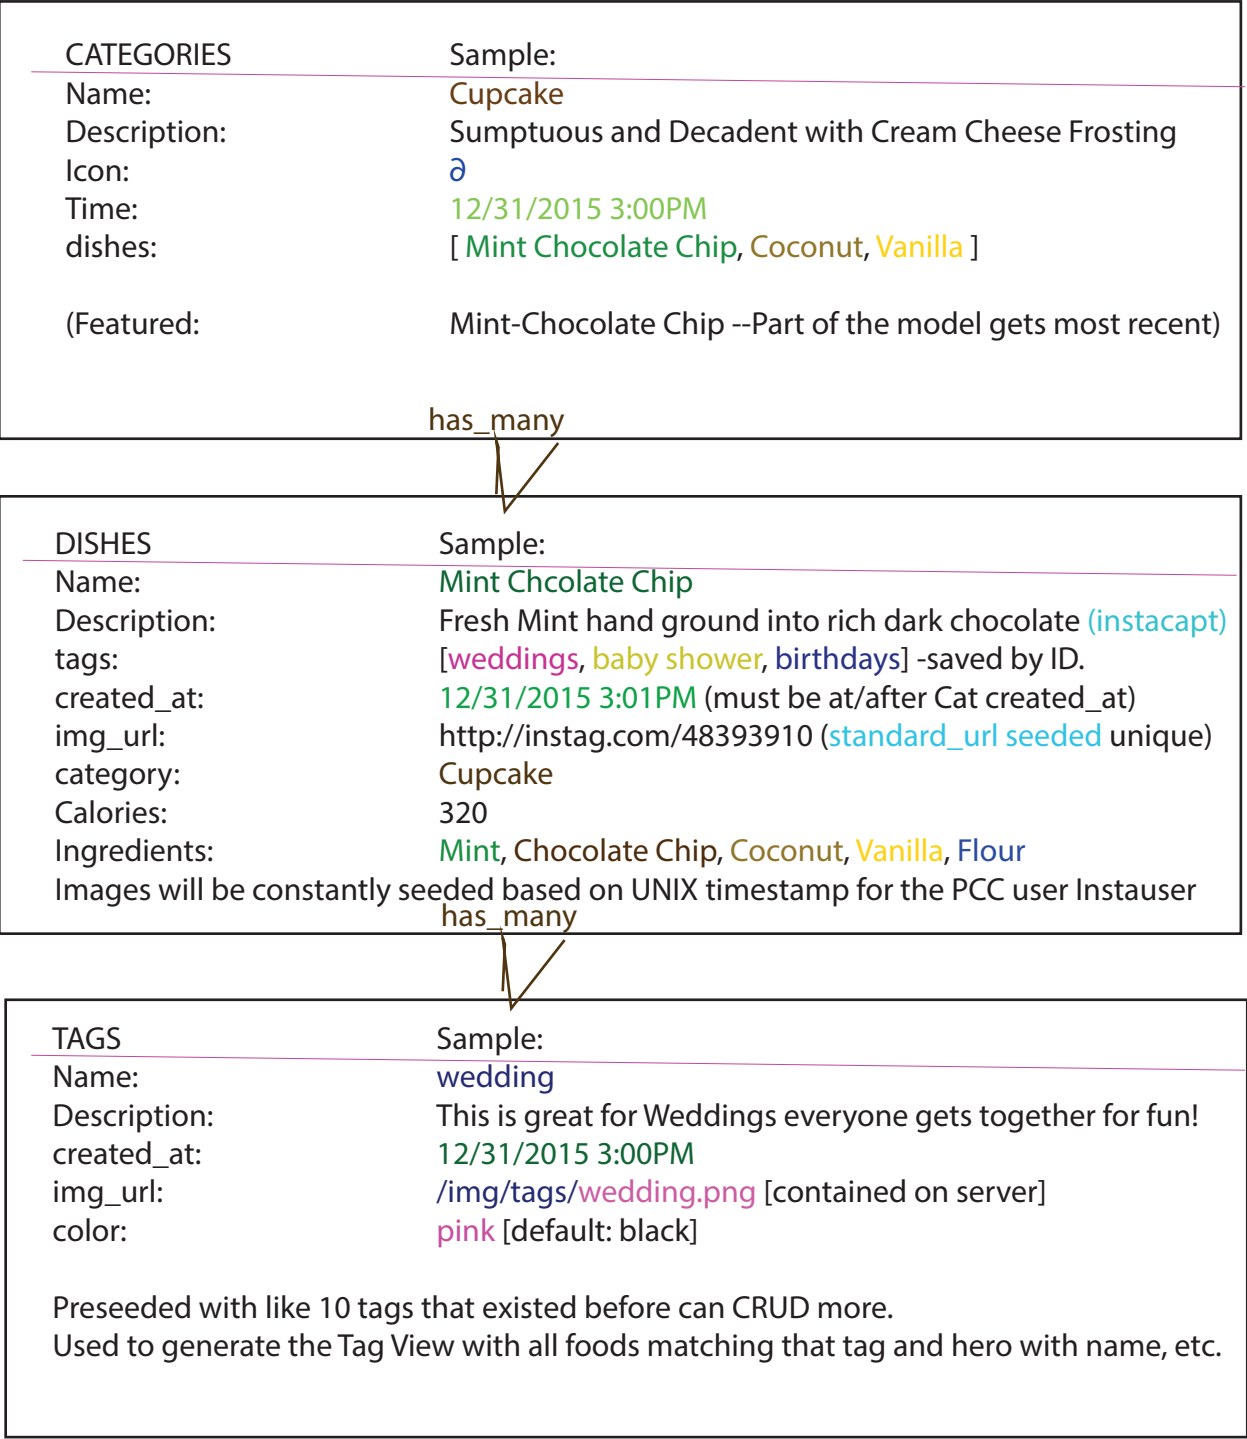 CATEGORIES Sample:
Name: Cupcake
Description: Sumptuous and Decadent with Cream Cheese Frosting
Icon: ∂
Time: 12/31/2015 3:00PM
dishes: [ Mint Chocolate Chip, Coconut, Vanilla ]
(Featured: Mint-Chocolate Chip --Part of the model gets most recent)
has_many
DISHES Sample:
Name: Mint Chcolate Chip
Description: Fresh Mint hand ground into rich dark chocolate (instacapt)
tags: [weddings, baby shower, birthdays] -saved by ID.
created_at: 12/31/2015 3:01PM (must be at/after Cat created_at)
img_url: http://instag.com/48393910 (standard_url seeded unique)
category: Cupcake
Calories: 320
Ingredients: Mint, Chocolate Chip, Coconut, Vanilla, Flour
Images will be constantly seeded based on UNIX timestamp for the PCC user Instauser
has_many
TAGS Sample:
Name: wedding
Description: This is great for Weddings everyone gets together for fun!
created_at: 12/31/2015 3:00PM
img_url: /img/tags/wedding.png [contained on server]
color: pink [default: black]
Preseeded with like 10 tags that existed before can CRUD more.
Used to generate the Tag View with all foods matching that tag and hero with name, etc.